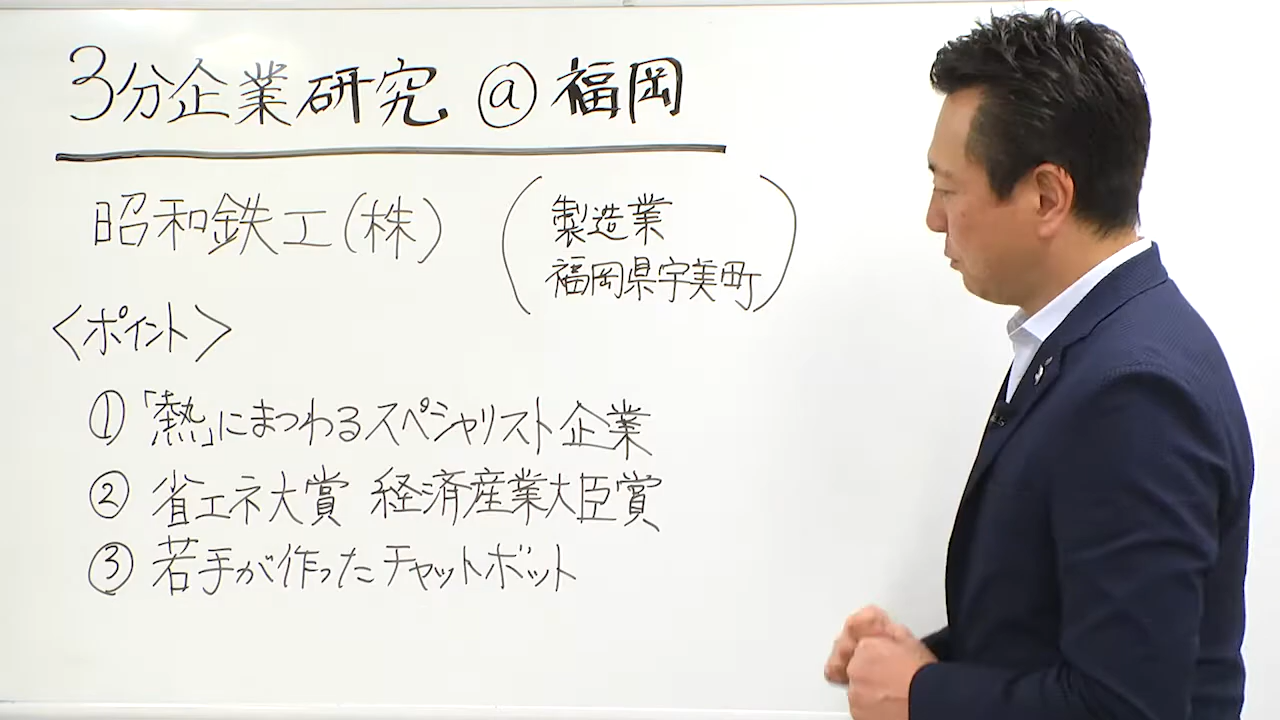 3分企業研究 @ 福岡
昭和鉄工(株)
(製造業
福岡県宇美町)
<ポイント>
① 「熱」にまつわるスペシャリスト企業
② 省エネ大賞 経済産業大臣賞
③ 若手が作ったチャットボット